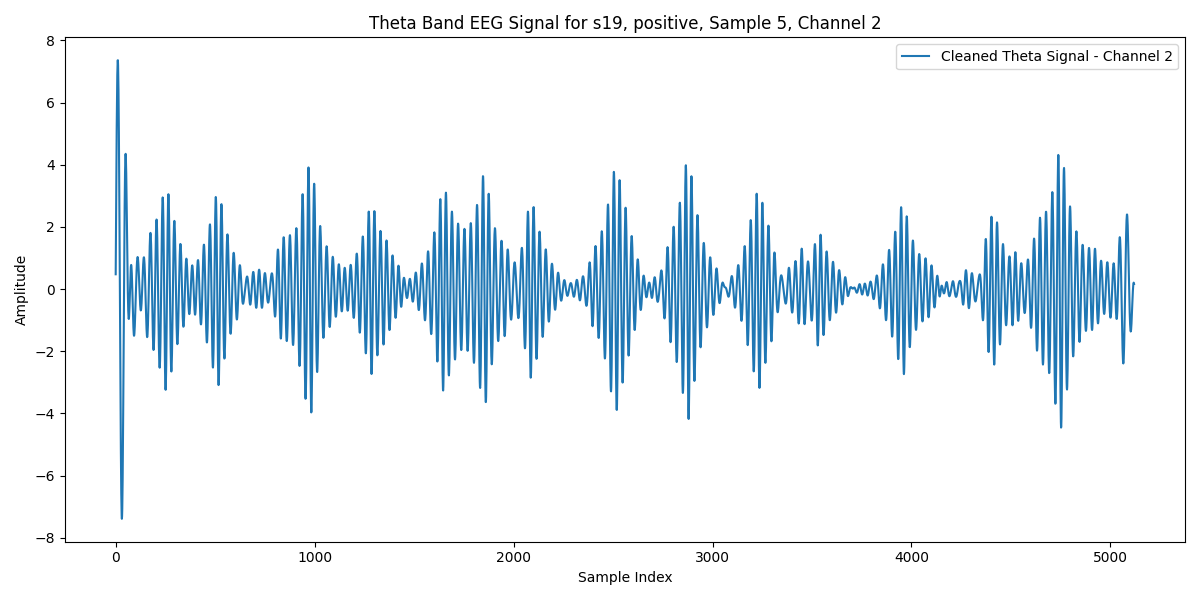 Theta Band EEG Signal for s19, positive, Sample 5, Channel 2
Cleaned Theta Signal - Channel 2
Amplitude
8
6
4
2
0
−2
−4
−6
−8
0 1000 2000 3000 4000 5000
Sample Index